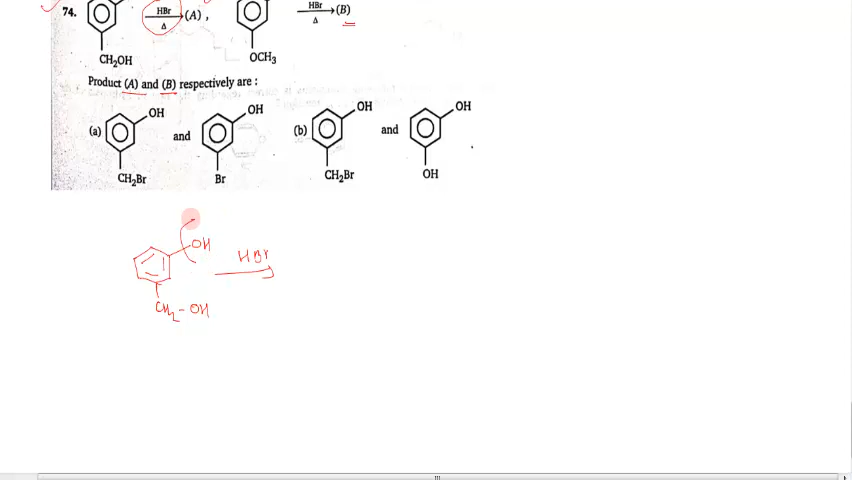 74.
HBr
Δ
(A) ,
HBr
Δ
(B)
CH₂OH
OCH₃
Product (A) and (B) respectively are :
(a)
OH
CH₂Br
and
OH
Br
(b)
OH
CH₂Br
and
OH
OH
OH
HBr
CH₂-OH